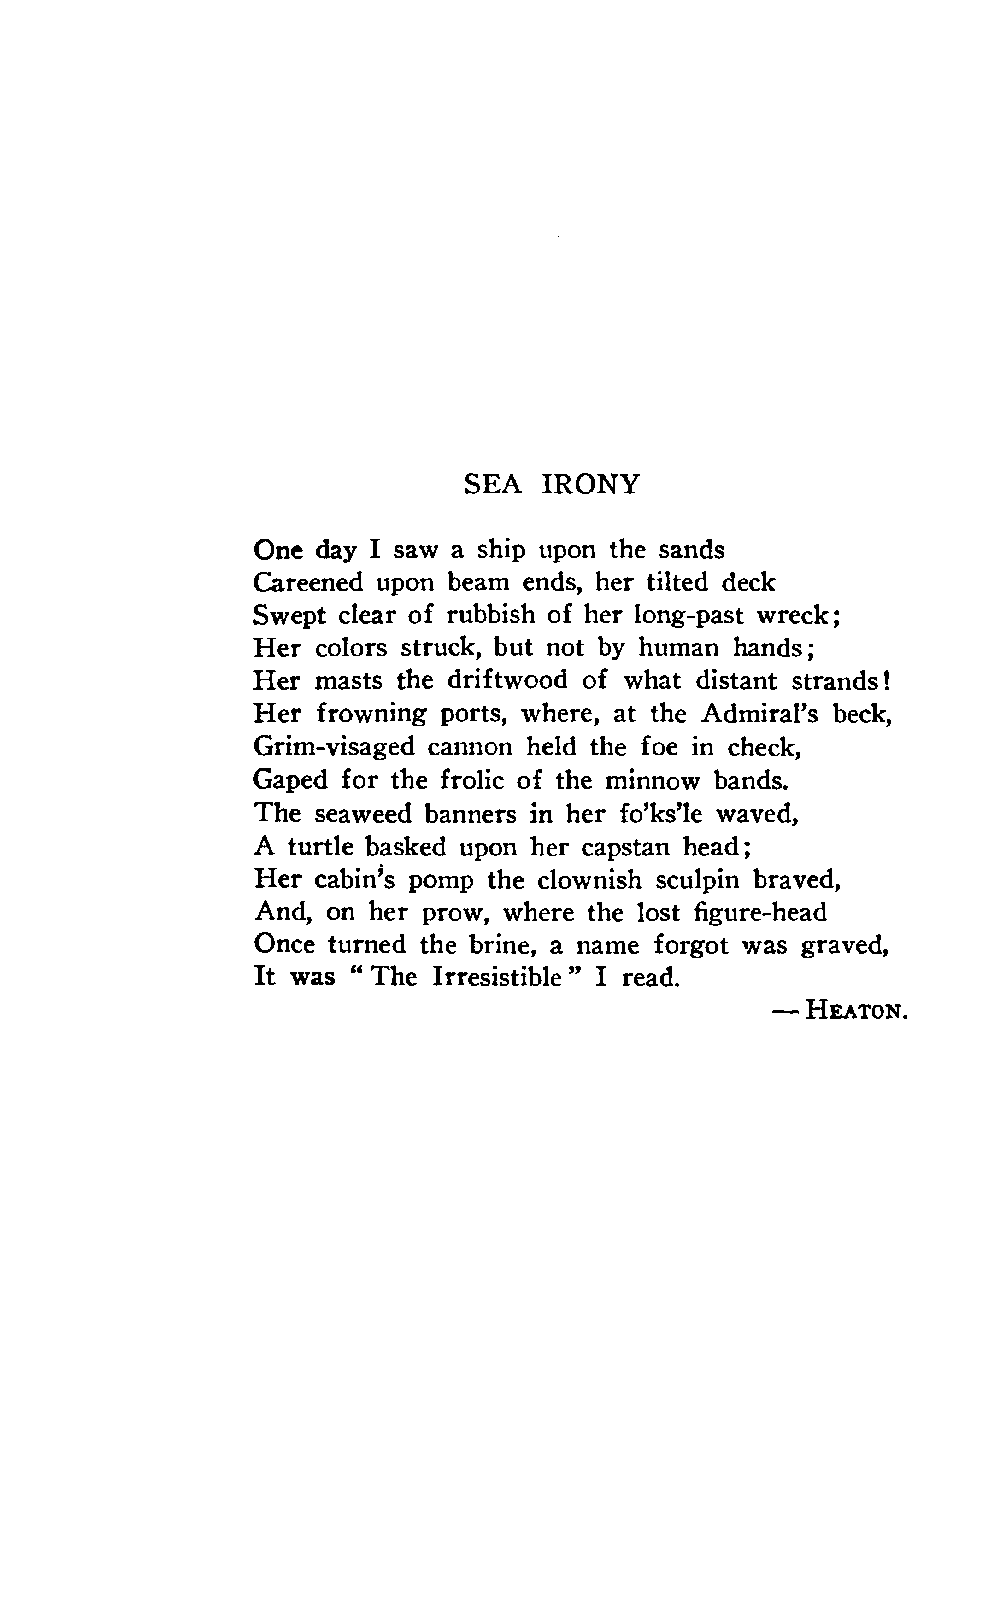 SEA IRONY
One day I saw a ship upon the sands
Careened upon beam ends, her tilted deck
Swept clear of rubbish of her long-past wreck;
Her colors struck, but not by human hands;
Her masts the driftwood of what distant strands!
Her frowning ports, where, at the Admiral's beck,
Grim-visaged cannon held the foe in check,
Gaped for the frolic of the minnow bands.
The seaweed banners in her fo'ks'le waved,
A turtle basked upon her capstan head;
Her cabin's pomp the clownish sculpin braved,
And, on her prow, where the lost figure-head
Once turned the brine, a name forgot was graved,
It was “The Irresistible” I read.
— HEATON.